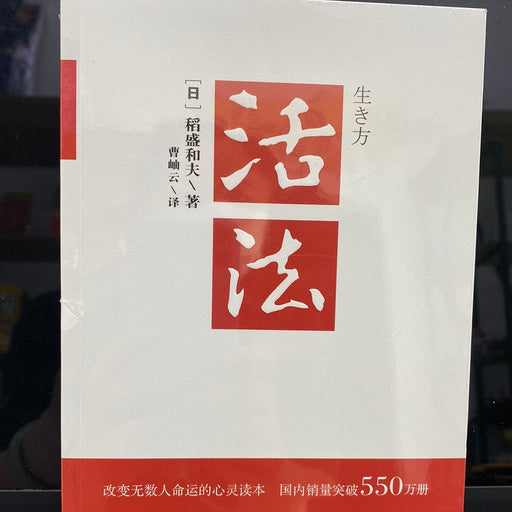 生き方
活法
[日]稻盛和夫\著
曹岫云\译
改变无数人命运的心灵读本 国内销量突破550万册